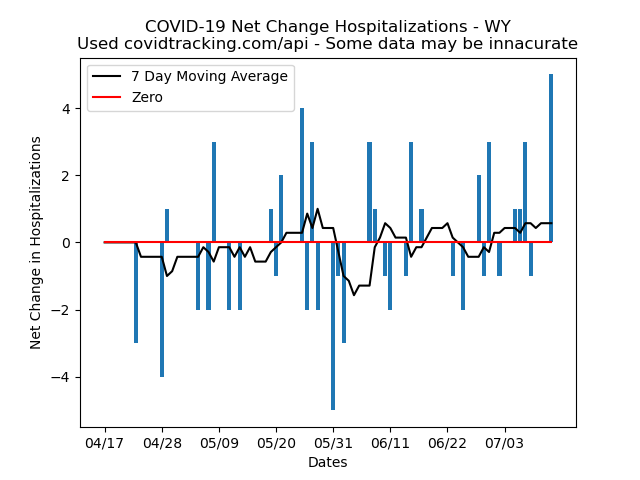 COVID-19 Net Change Hospitalizations - WY
Used covidtracking.com/api - Some data may be innacurate
7 Day Moving Average
Zero
Net Change in Hospitalizations
4
2
0
−2
−4
04/17 04/28 05/09 05/20 05/31 06/11 06/22 07/03
Dates